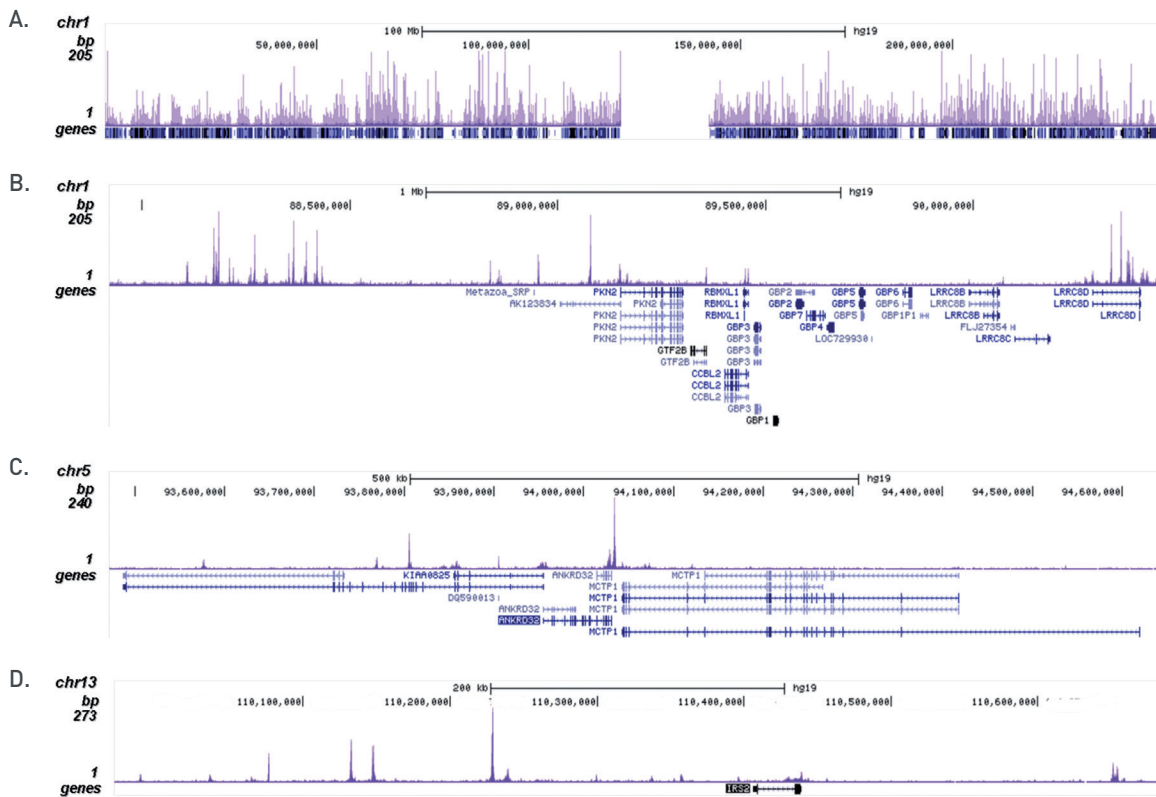 A.
chr1
100 Mb hg19
bp 50,000,000 100,000,000 150,000,000 200,000,000
205
1
genes
B.
chr1
1 Mb hg19
bp 88,500,000 89,000,000 89,500,000 90,000,000
205
1
genes
Metazoa_SRP PKN2 RBMXL1 GBP2 GBP5 GBP6 LRRC8B LRRC8D
AK123834 PKN2 RBMXL1 GBP2 GBP5 GBP6 LRRC8B LRRC8D
PKN2 RBMXL1 GBP7 GBP5 GBP1P1 LRRC8B LRRC8D
PKN2 GBP3 GBP4 FLJ27354
PKN2 GBP3 LOC729930 LRRC8C
GTF2B GBP3
GTF2B GBP3
CCBL2
CCBL2
CCBL2
GBP3
GBP1
C.
chr5
500 kb hg19
bp 93,600,000 93,700,000 93,800,000 93,900,000 94,000,000 94,100,000 94,200,000 94,300,000 94,400,000 94,500,000 94,600,000
240
1
genes
KIAA0825 ANKRD32 MCTP1
MCTP1
DQ590013 MCTP1
ANKRD32 MCTP1
ANKRD32
MCTP1
D.
chr13
200 kb hg19
bp 110,100,000 110,200,000 110,300,000 110,400,000 110,500,000 110,600,000
273
1
genes
IRS2